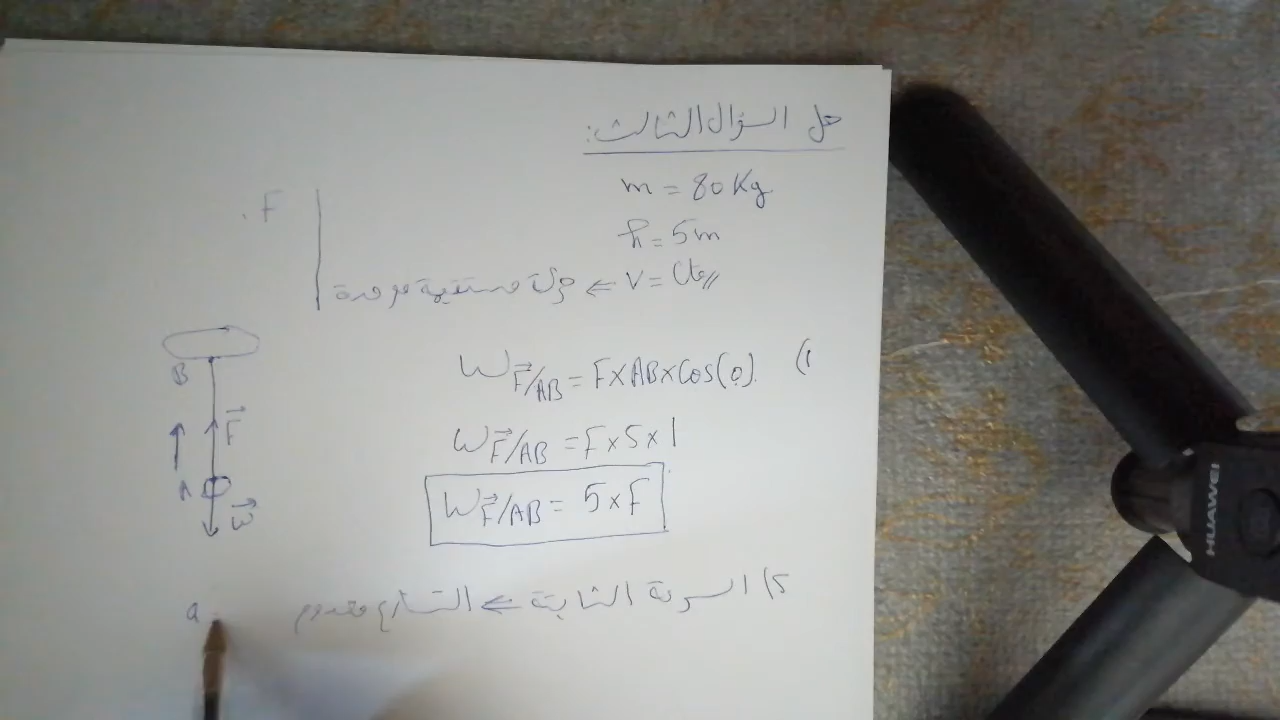 حل السؤال الثالث:
m = 80 Kg
h = 5m
V = Cte ⇐ حركة مستقيمة موحدة
F
1) W F⃗/AB = F×AB×Cos(0)
W F⃗/AB = F×5×1
W F⃗/AB = 5×F
2) السرعة الثابتة ⇐ التسارع معدوم a
B
F⃗
A
W⃗
HUAWEI